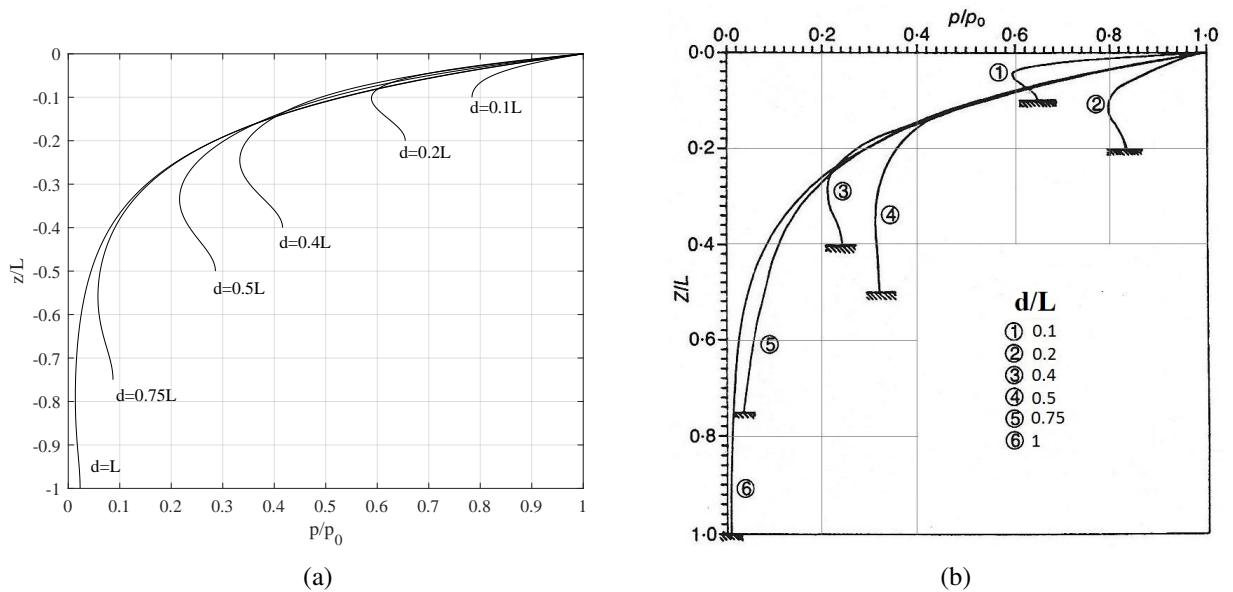 0
-0.1
-0.2
-0.3
-0.4
-0.5
-0.6
-0.7
-0.8
-0.9
-1
z/L
d=0.1L
d=0.2L
d=0.4L
d=0.5L
d=0.75L
d=L
0 0.1 0.2 0.3 0.4 0.5 0.6 0.7 0.8 0.9 1
p/p0
(a)
p/p0
0·0 0·2 0·4 0·6 0·8 1·0
0·0
0·2
0·4
0·6
0·8
1·0
Z/L
1
2
3
4
5
6
d/L
1 0.1
2 0.2
3 0.4
4 0.5
5 0.75
6 1
(b)